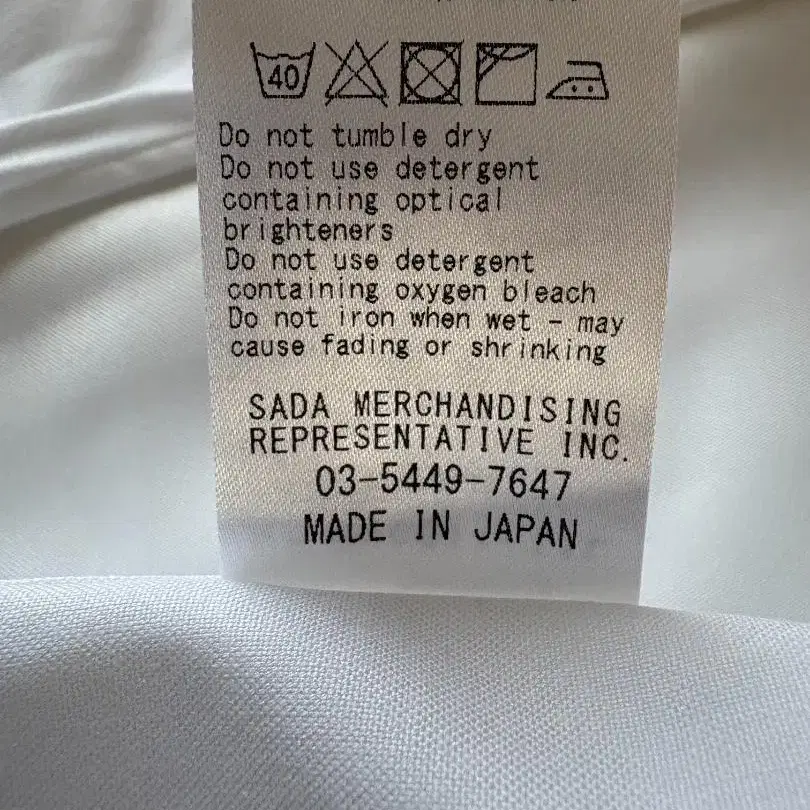 40
Do not tumble dry
Do not use detergent
containing optical
brighteners
Do not use detergent
containing oxygen bleach
Do not iron when wet – may
cause fading or shrinking
SADA MERCHANDISING
REPRESENTATIVE INC.
03-5449-7647
MADE IN JAPAN